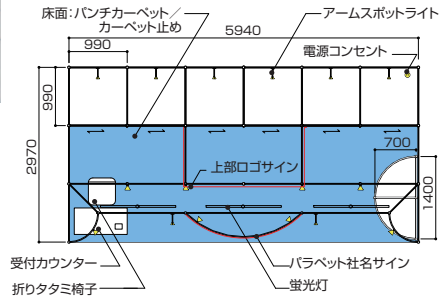 床面：パンチカーペット／
カーペット止め
5940
アームスポットライト
990
電源コンセント
990
2970
700
1400
上部ロゴサイン
受付カウンター
パラペット社名サイン
折りタタミ椅子
蛍光灯